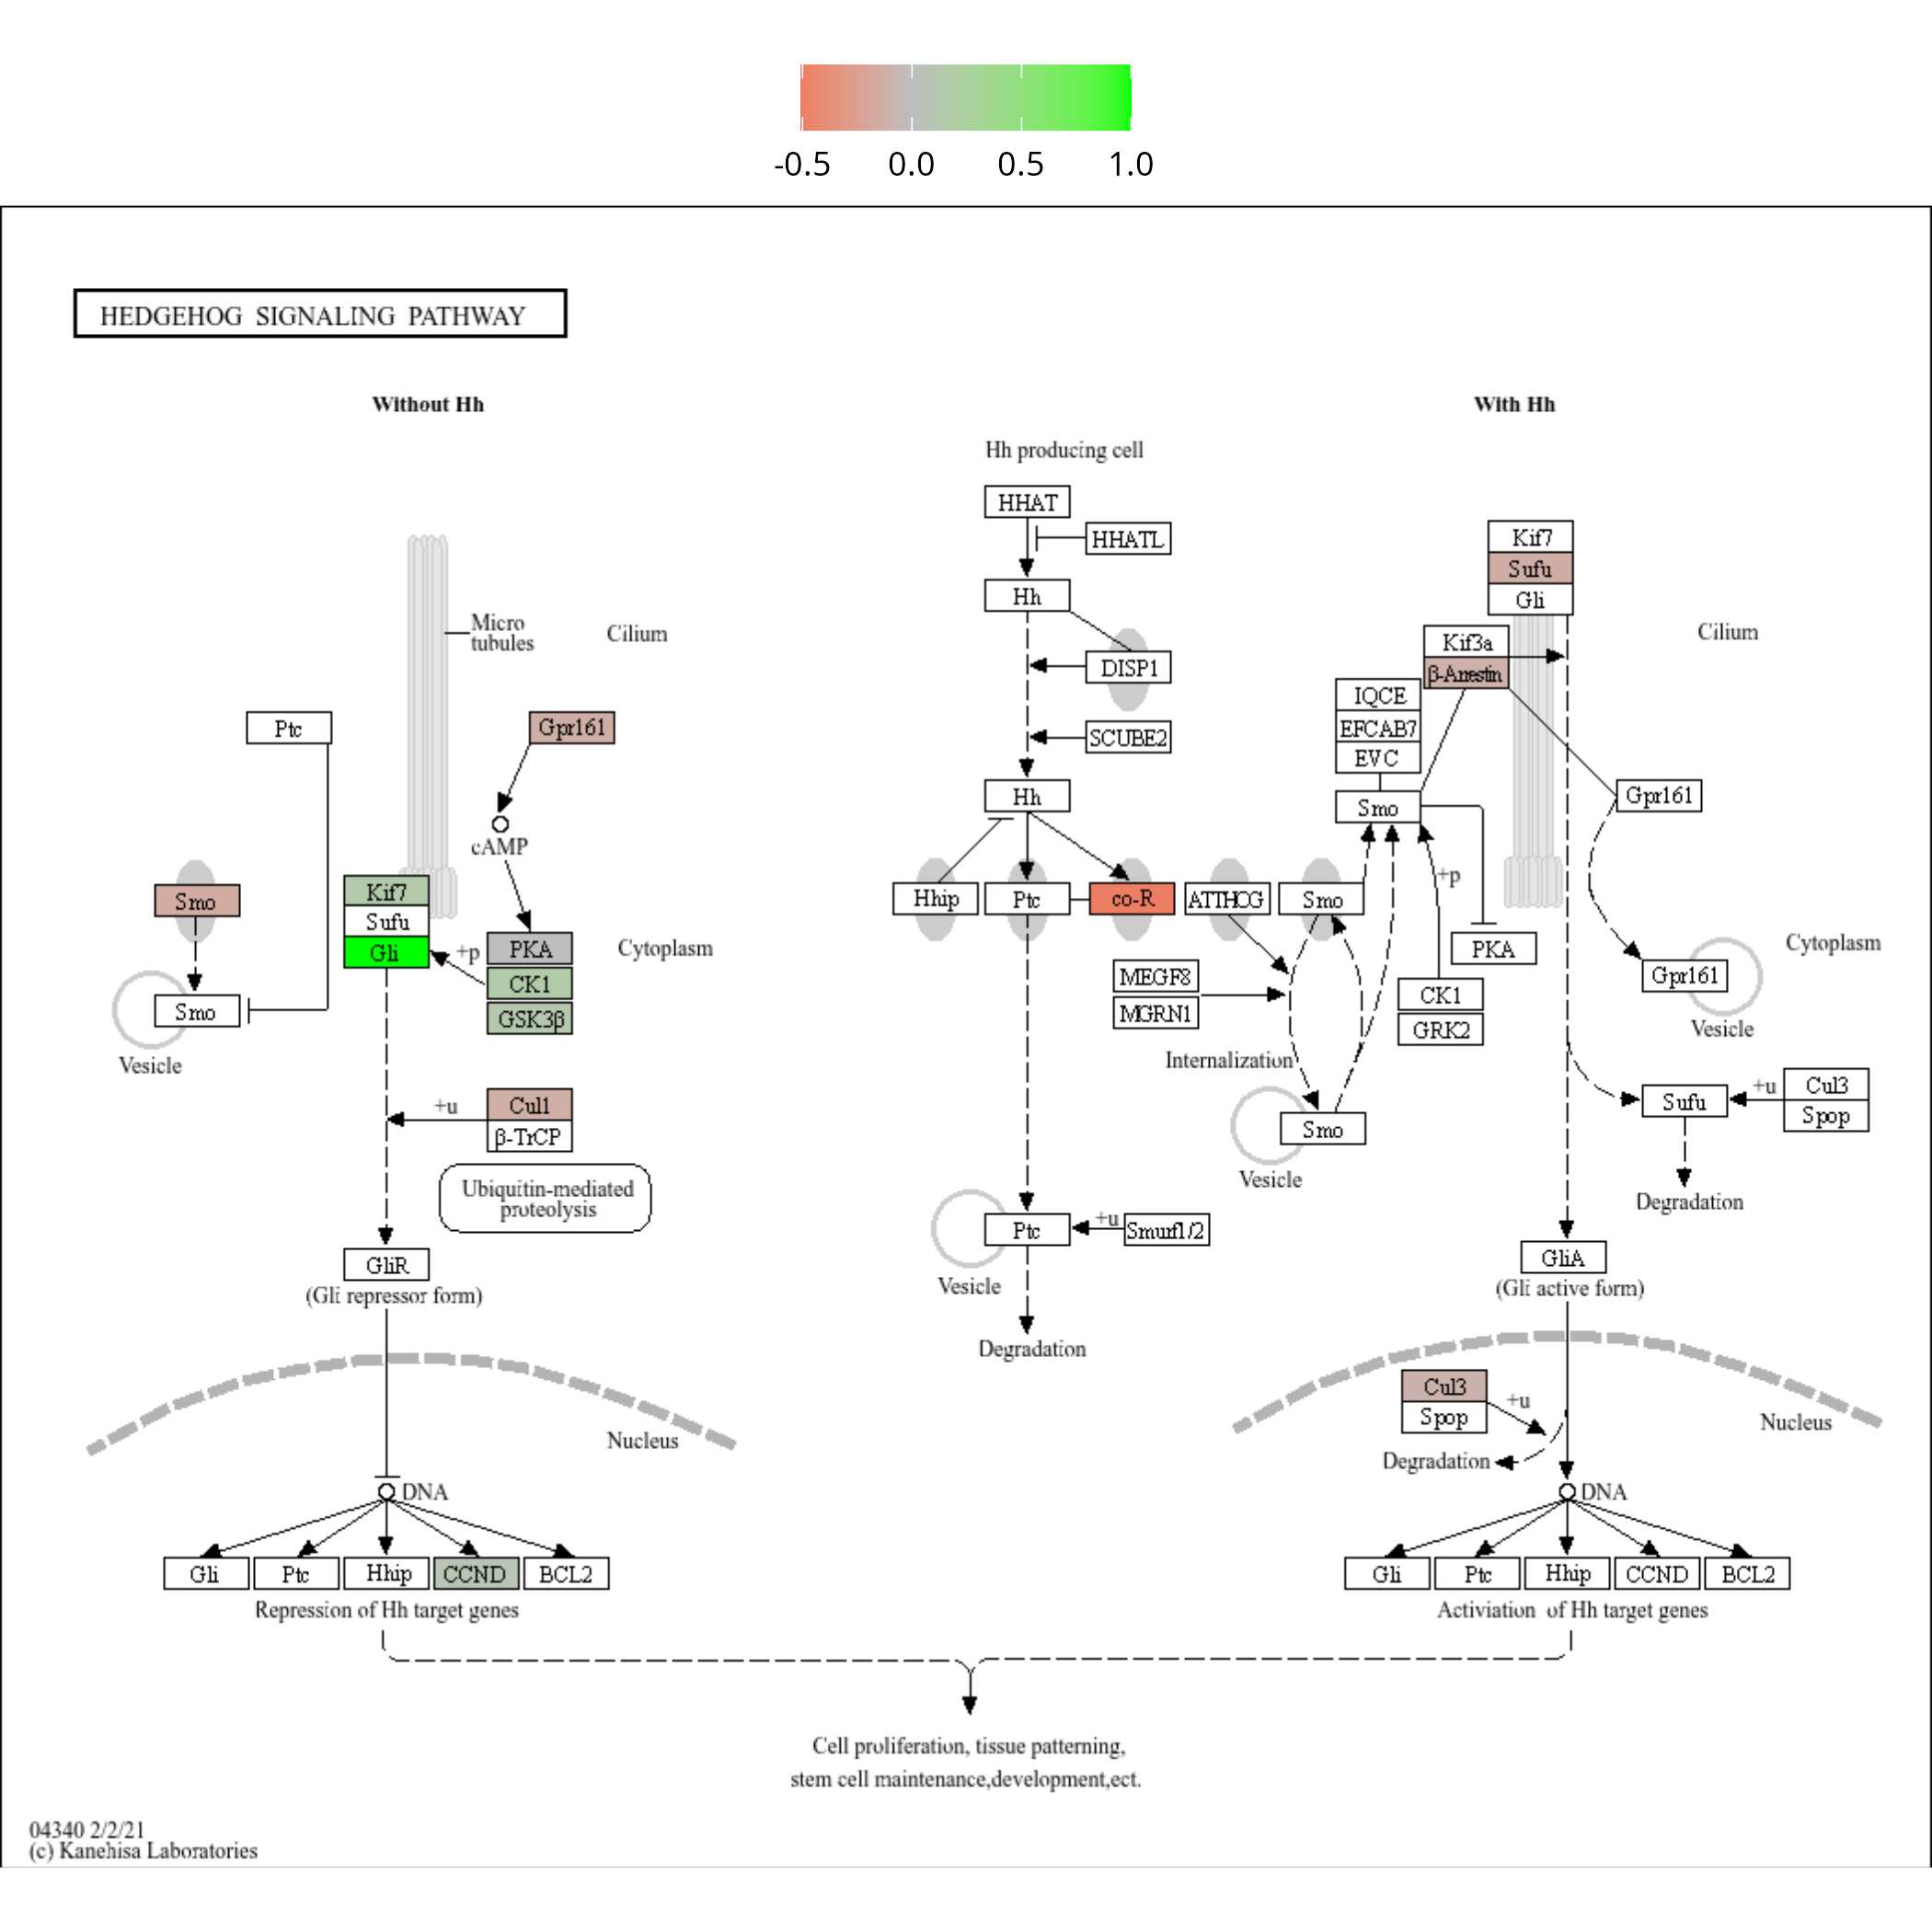 -0.5 0.0 0.5 1.0
HEDGEHOG SIGNALING PATHWAY
Without Hh
With Hh
Hh producing cell
HHAT
HHATL
Hh
DISP1
SCUBE2
Hh
Hhip
Ptc
co-R
ATTHOG
Smo
MEGF8
MGRN1
Internalization
Smo
Vesicle
Ptc
+u
Smurf1/2
Vesicle
Degradation
Micro
tubules
Cilium
Ptc
Gpr161
cAMP
Smo
Kif7
Sufu
Gli
+p
PKA
CK1
GSK3β
Cytoplasm
Smo
Vesicle
+u
Cul1
β-TrCP
Ubiquitin-mediated
proteolysis
GliR
(Gli repressor form)
Nucleus
DNA
Gli
Ptc
Hhip
CCND
BCL2
Repression of Hh target genes
Kif7
Sufu
Gli
Cilium
Kif3a
β-Arrestin
IQCE
EFCAB7
EVC
Smo
Gpr161
+p
PKA
CK1
GRK2
Cytoplasm
Gpr161
Vesicle
Sufu
+u
Cul3
Spop
Degradation
GliA
(Gli active form)
Cul3
Spop
+u
Degradation
Nucleus
DNA
Gli
Ptc
Hhip
CCND
BCL2
Activiation of Hh target genes
Cell proliferation, tissue patterning,
stem cell maintenance,development,ect.
04340 2/2/21
(c) Kanehisa Laboratories